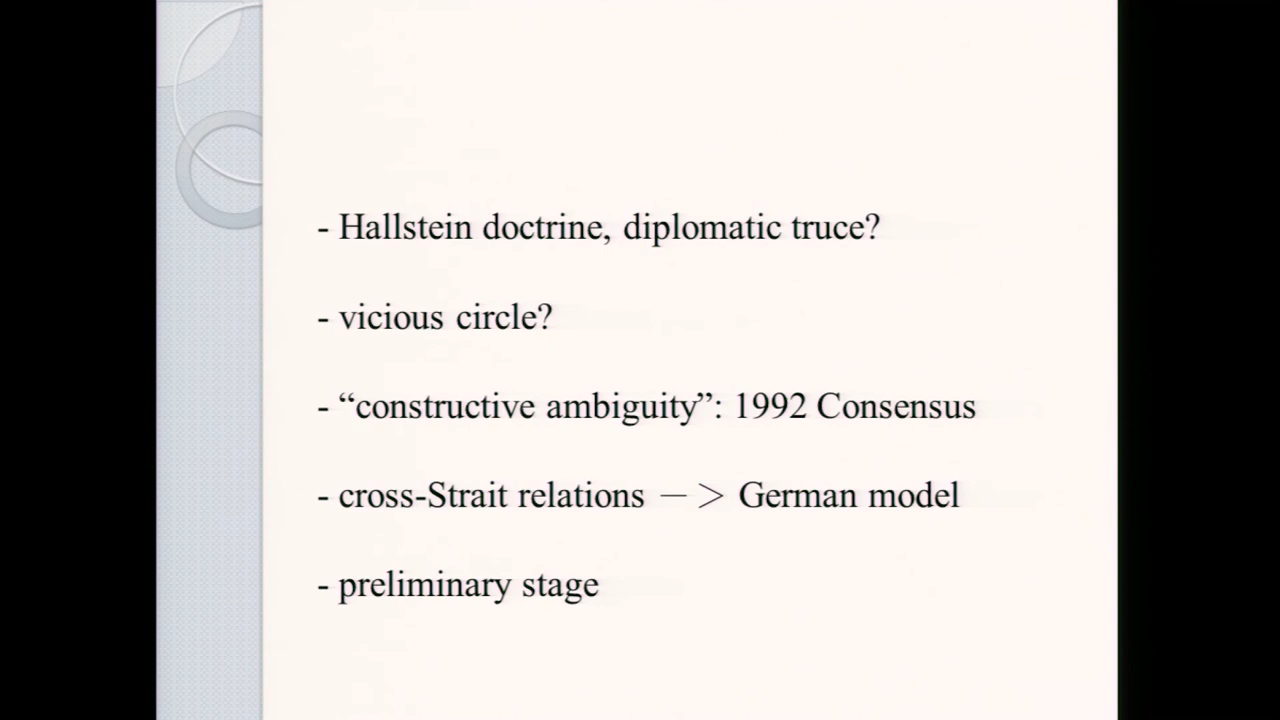 - Hallstein doctrine, diplomatic truce?
- vicious circle?
- “constructive ambiguity”: 1992 Consensus
- cross-Strait relations —> German model
- preliminary stage